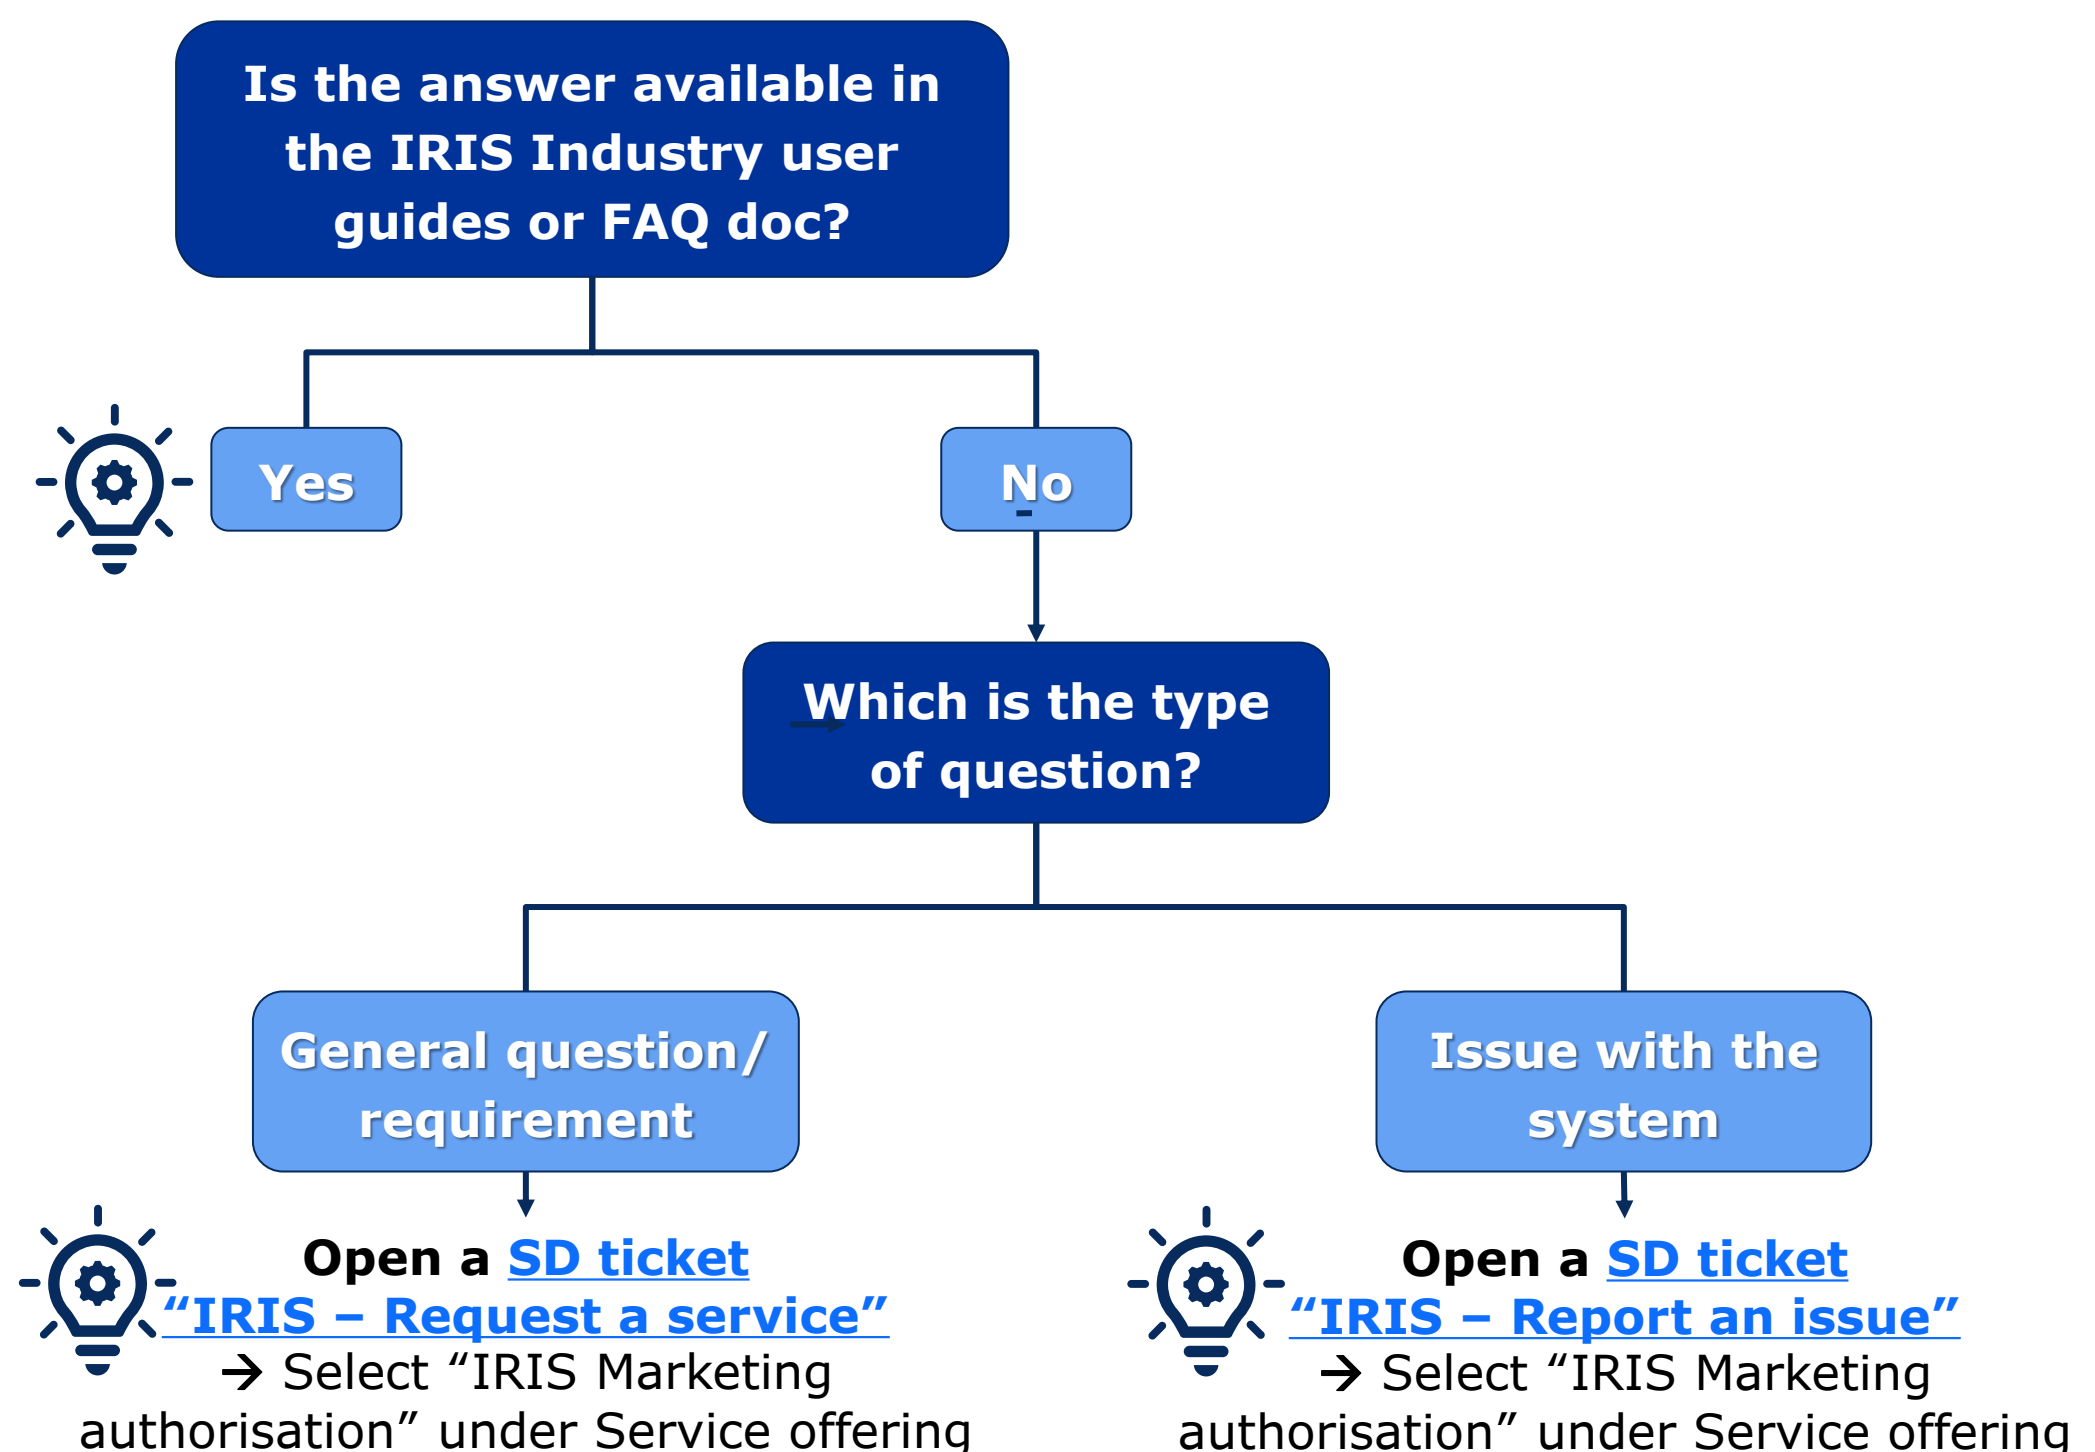 Is the answer available in
the IRIS Industry user
guides or FAQ doc?
Yes
No
Which is the type
of question?
General question/
requirement
Issue with the
system
Open a SD ticket
“IRIS – Request a service”
→ Select “IRIS Marketing
authorisation” under Service offering
Open a SD ticket
“IRIS – Report an issue”
→ Select “IRIS Marketing
authorisation” under Service offering